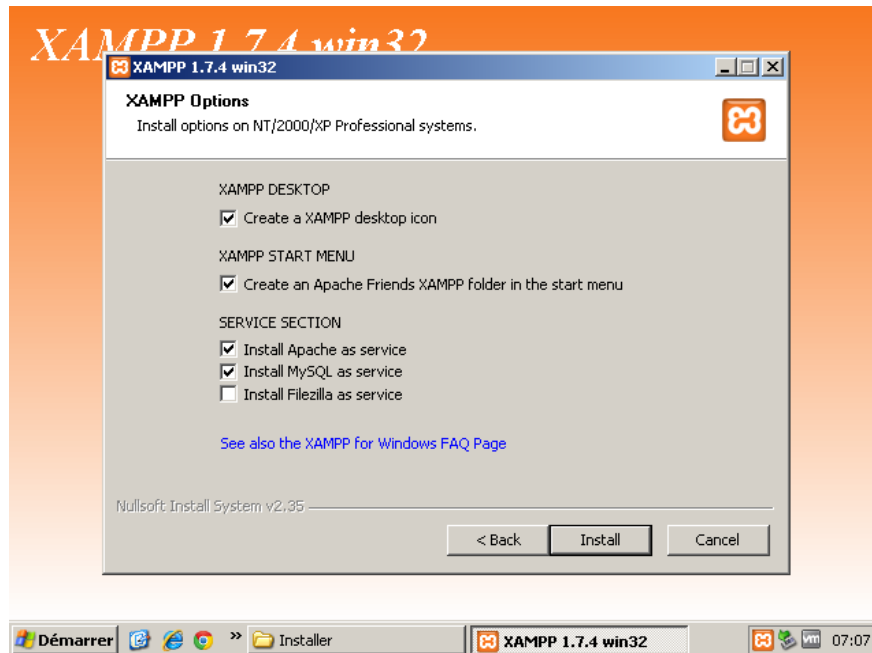 XAMPP 1.7.4 win32
XAMPP 1.7.4 win32
XAMPP Options
Install options on NT/2000/XP Professional systems.
XAMPP DESKTOP
Create a XAMPP desktop icon
XAMPP START MENU
Create an Apache Friends XAMPP folder in the start menu
SERVICE SECTION
Install Apache as service
Install MySQL as service
Install Filezilla as service
See also the XAMPP for Windows FAQ Page
Nullsoft Install System v2.35
< Back Install Cancel
Démarrer » Installer XAMPP 1.7.4 win32 vm 07:07